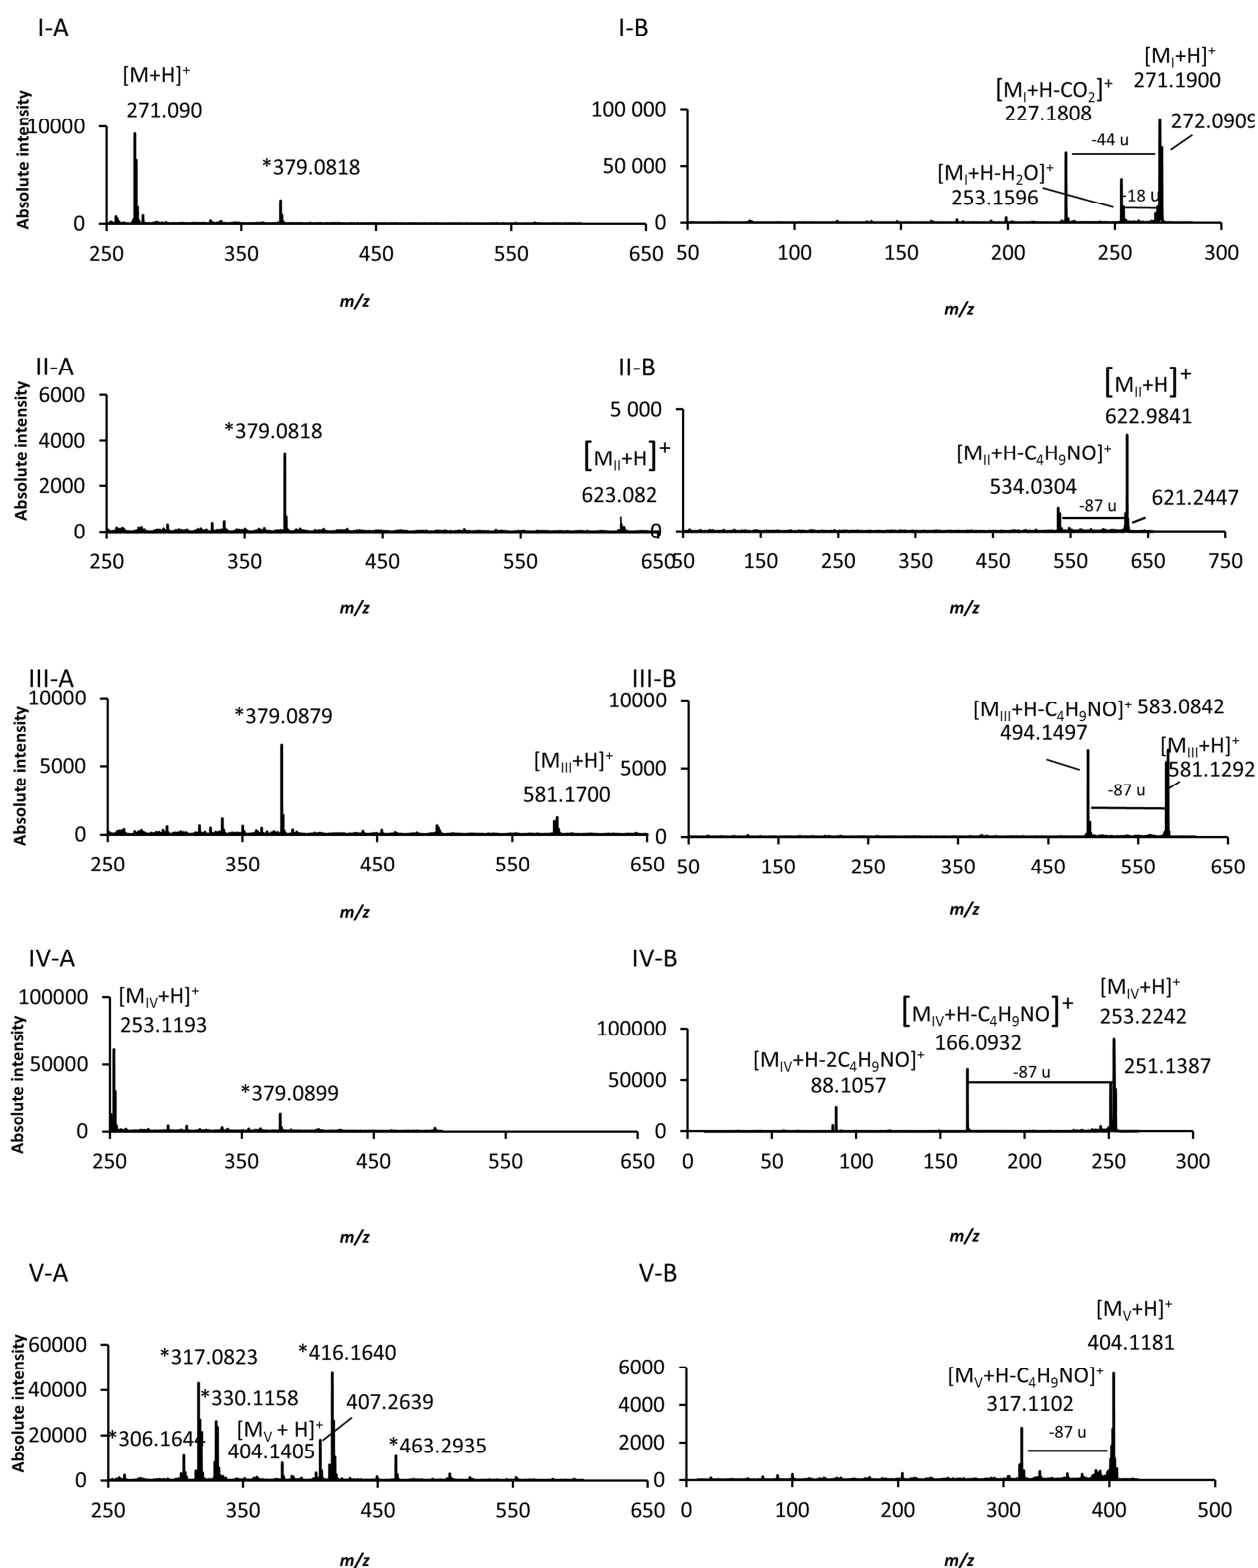 I-A
[M+H]⁺
271.090
*379.0818
Absolute intensity
10000
0
250 350 450 550 650
m/z
I-B
[M_I+H]⁺
271.1900
[M_I+H-CO₂]⁺
227.1808
272.0909
-44 u
[M_I+H-H₂O]⁺
253.1596
-18 u
100 000
50 000
0
50 100 150 200 250 300
m/z
II-A
Absolute intensity
6000
4000
2000
0
*379.0818
[M_II+H]⁺
623.082
250 350 450 550 650
m/z
II-B
[M_II+H]⁺
622.9841
5 000
0
[M_II+H-C₄H₉NO]⁺
534.0304
-87 u
621.2447
50 150 250 350 450 550 650 750
m/z
III-A
Absolute intensity
10000
5000
0
*379.0879
[M_III+H]⁺
581.1700
250 350 450 550 650
m/z
III-B
10000
5000
0
[M_III+H-C₄H₉NO]⁺ 583.0842
494.1497
[M_III+H]⁺
581.1292
-87 u
50 150 250 350 450 550 650
m/z
IV-A
Absolute intensity
100000
50000
0
[M_IV+H]⁺
253.1193
*379.0899
250 350 450 550 650
m/z
IV-B
[M_IV+H]⁺
253.2242
[M_IV+H-C₄H₉NO]⁺
166.0932
[M_IV+H-2C₄H₉NO]⁺
88.1057
-87 u
251.1387
100000
50000
0
0 50 100 150 200 250 300
m/z
V-A
Absolute intensity
60000
40000
20000
0
*317.0823
*416.1640
*330.1158
407.2639
[M_V + H]⁺
404.1405
*306.1644
*463.2935
250 350 450 550 650
m/z
V-B
[M_V+H]⁺
404.1181
[M_V+H-C₄H₉NO]⁺
317.1102
-87 u
6000
4000
2000
0
0 100 200 300 400 500
m/z